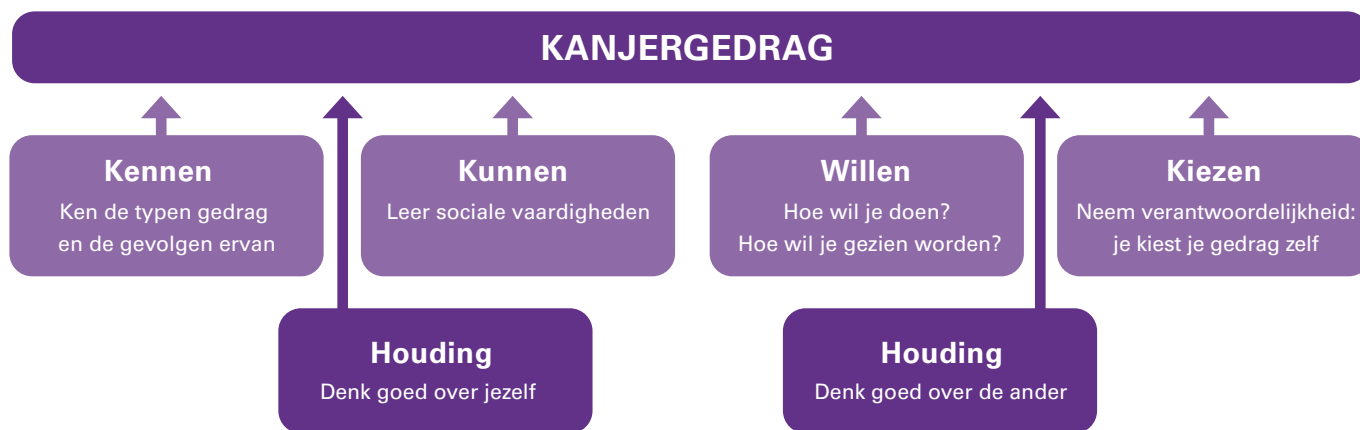 KANJERGEDRAG
Kennen
Ken de typen gedrag
en de gevolgen ervan
Kunnen
Leer sociale vaardigheden
Willen
Hoe wil je doen?
Hoe wil je gezien worden?
Kiezen
Neem verantwoordelijkheid:
je kiest je gedrag zelf
Houding
Denk goed over jezelf
Houding
Denk goed over de ander